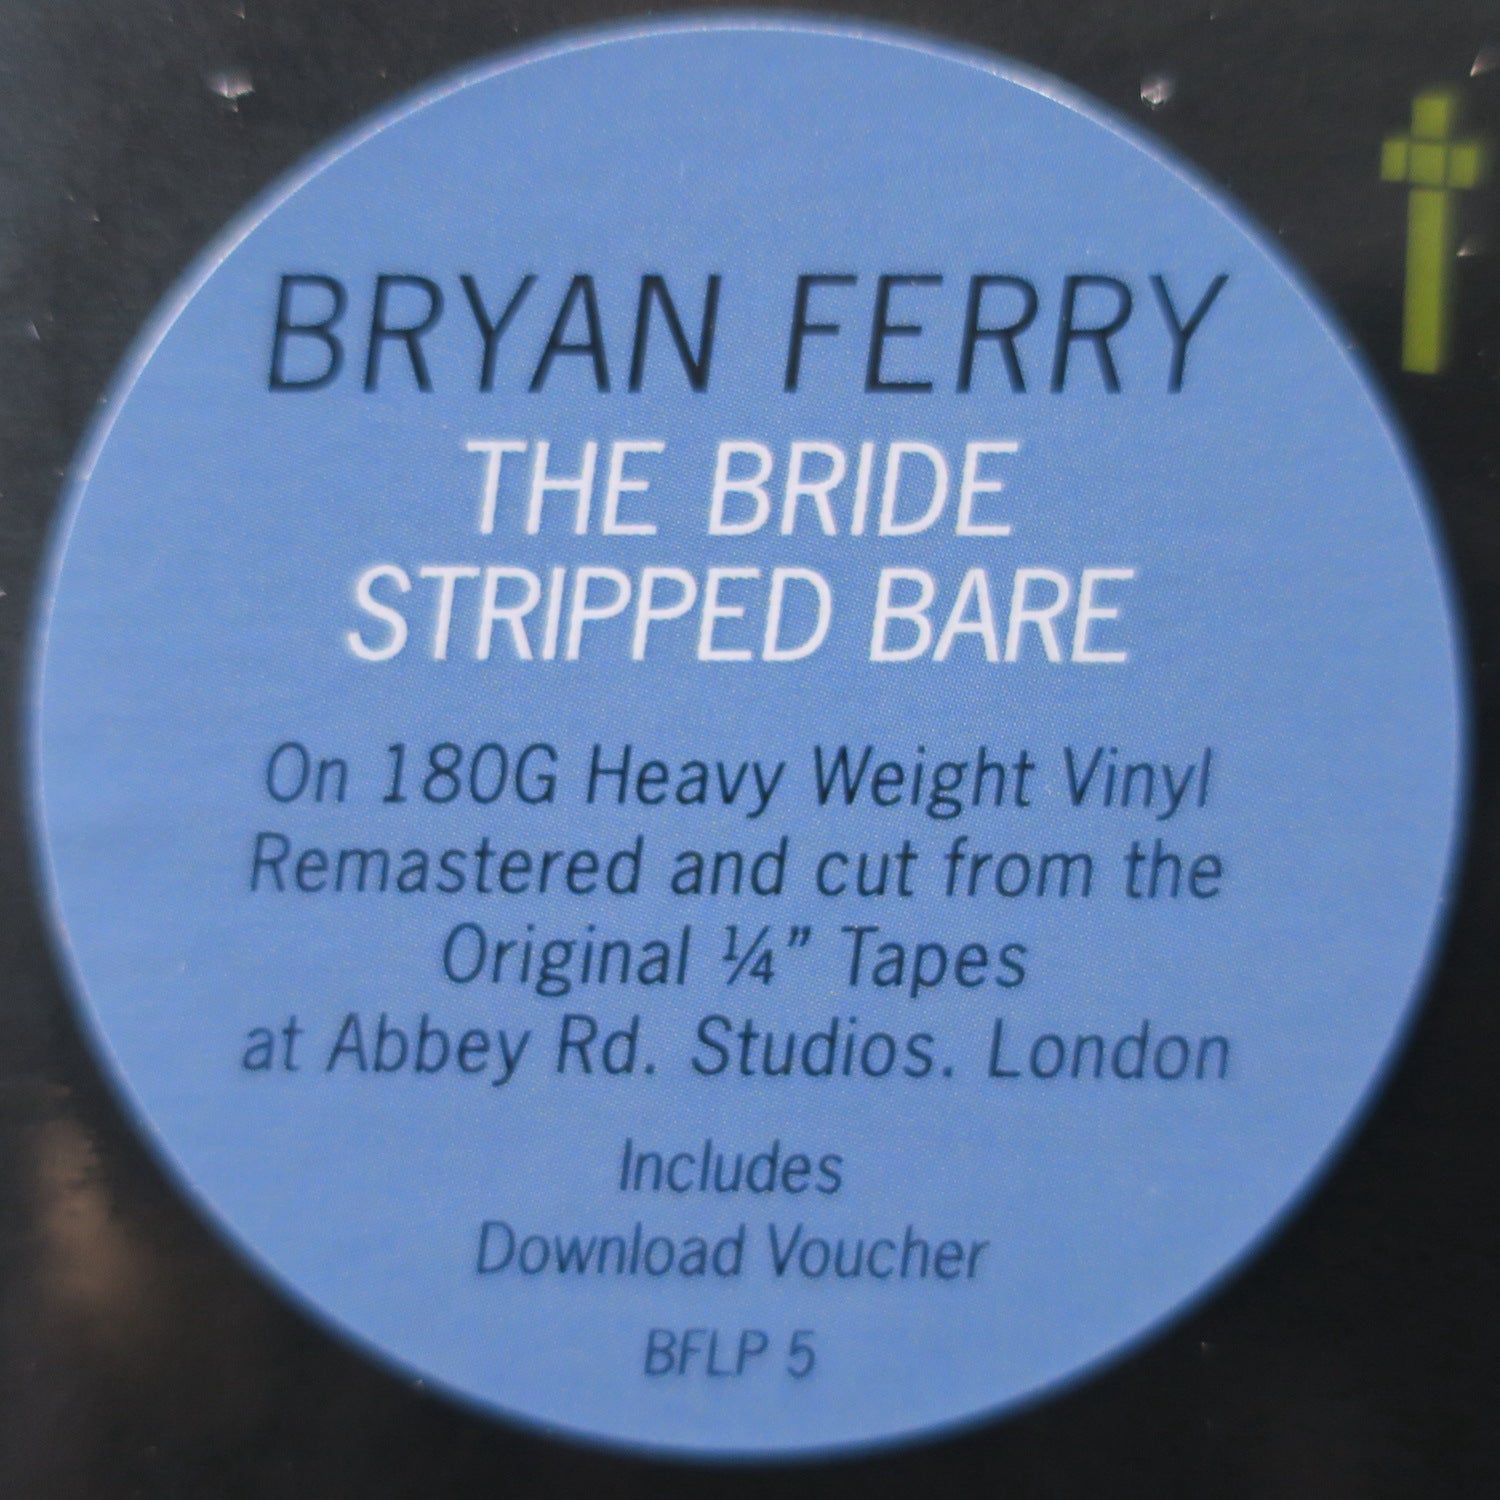 BRYAN FERRY
THE BRIDE
STRIPPED BARE
On 180G Heavy Weight Vinyl
Remastered and cut from the
Original ¼” Tapes
at Abbey Rd. Studios. London
Includes
Download Voucher
BFLP 5